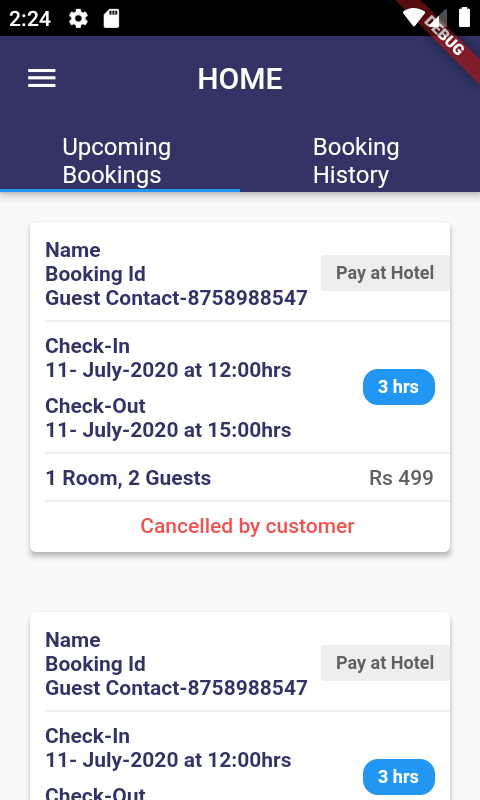 2:24
DEBUG
HOME
Upcoming
Bookings
Booking
History
Name
Booking Id
Guest Contact-8758988547
Pay at Hotel
Check-In
11- July-2020 at 12:00hrs
Check-Out
11- July-2020 at 15:00hrs
3 hrs
1 Room, 2 Guests
Rs 499
Cancelled by customer
Name
Booking Id
Guest Contact-8758988547
Pay at Hotel
Check-In
11- July-2020 at 12:00hrs
3 hrs
Check-Out